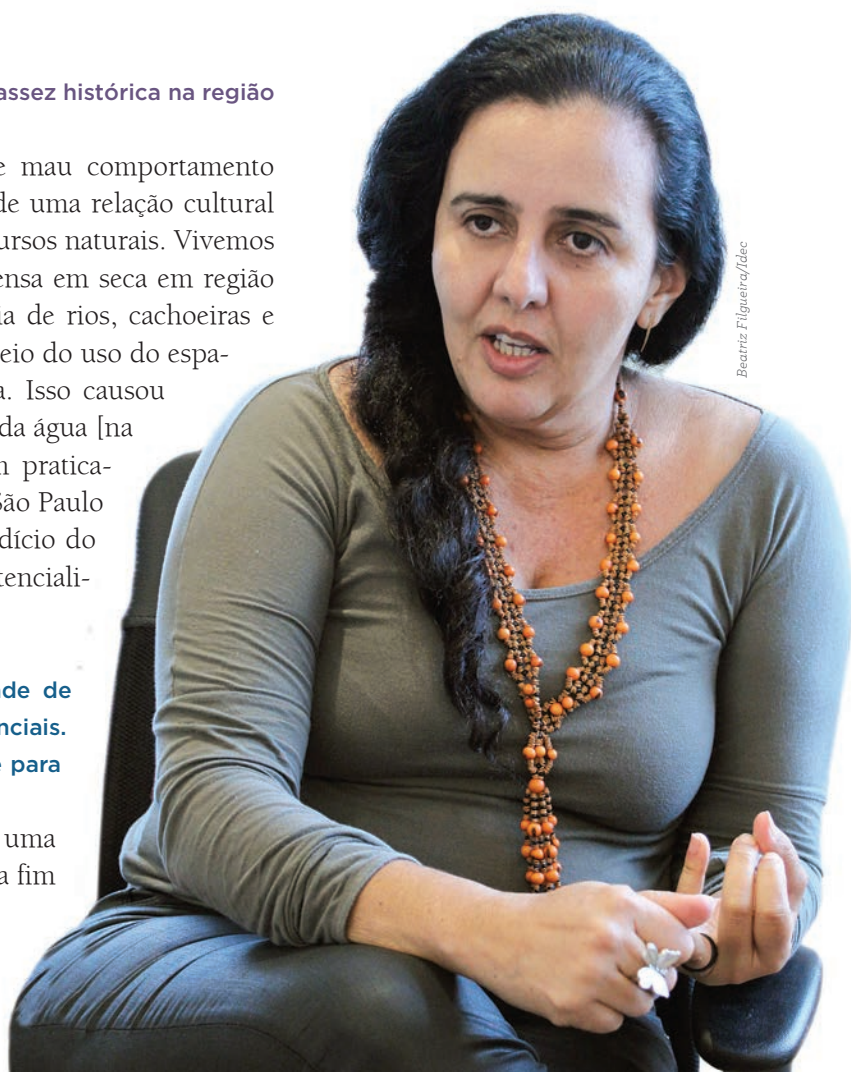 assez histórica na região
e mau comportamento
de uma relação cultural
ursos naturais. Vivemos
ensa em seca em região
ia de rios, cachoeiras e
eio do uso do espa-
a. Isso causou
da água [na
m pratica-
São Paulo
dício do
tenciali-
ade de
nciais.
e para
uma
a fim
Beatriz Filgueira/Idec